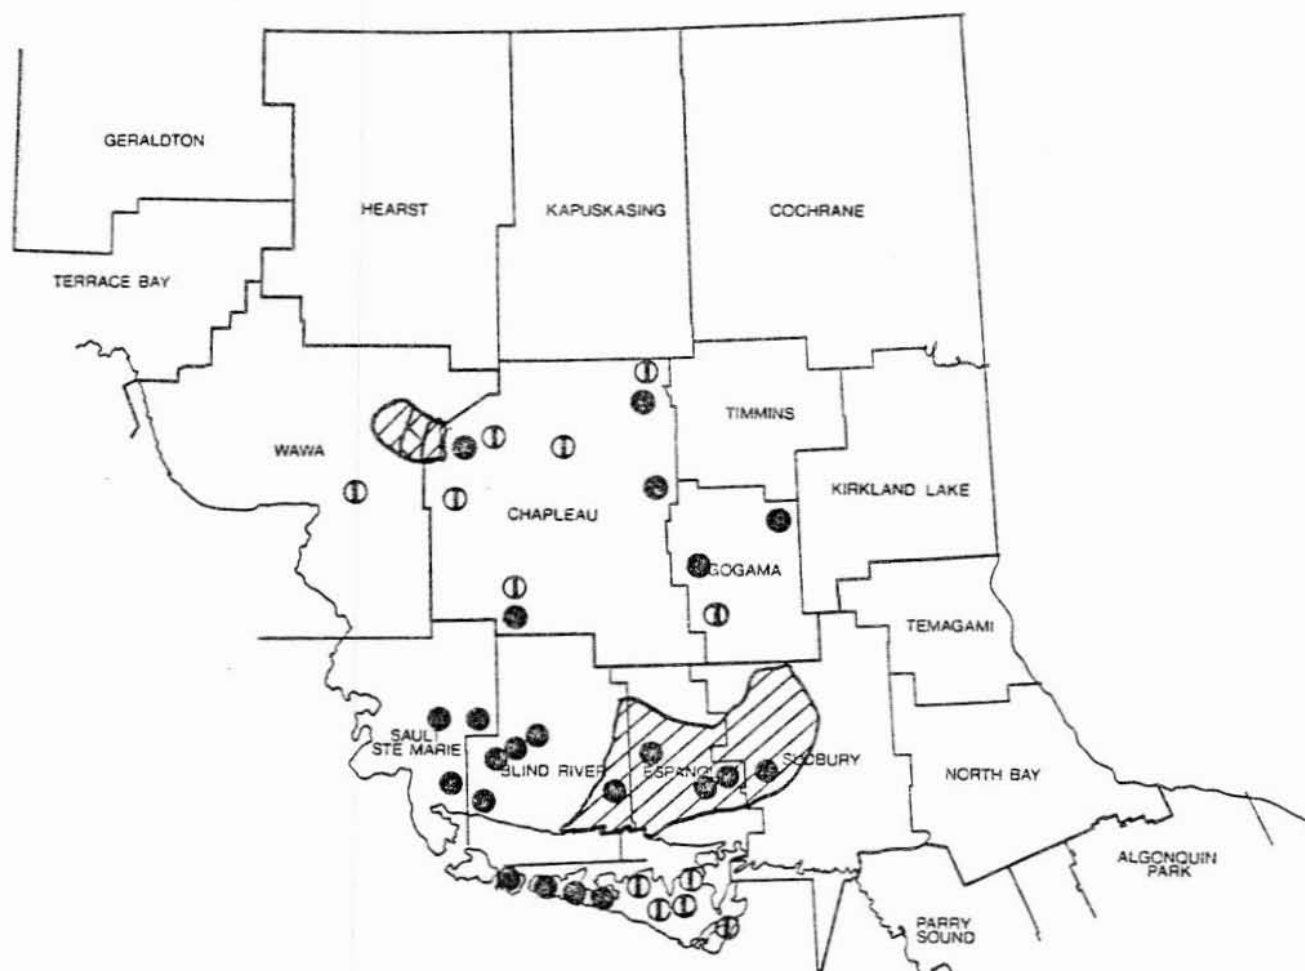 GERALDTON
HEARST
KAPUSKASING
COCHRANE
TERRACE BAY
TIMMINS
WAWA
KIRKLAND LAKE
CHAPLEAU
GOGAMA
TEMAGAMI
SAULT
STE MARIE
BLIND RIVER
ESPANOL
SUDBURY
NORTH BAY
ALGONQUIN
PARK
PARRY
SOUND